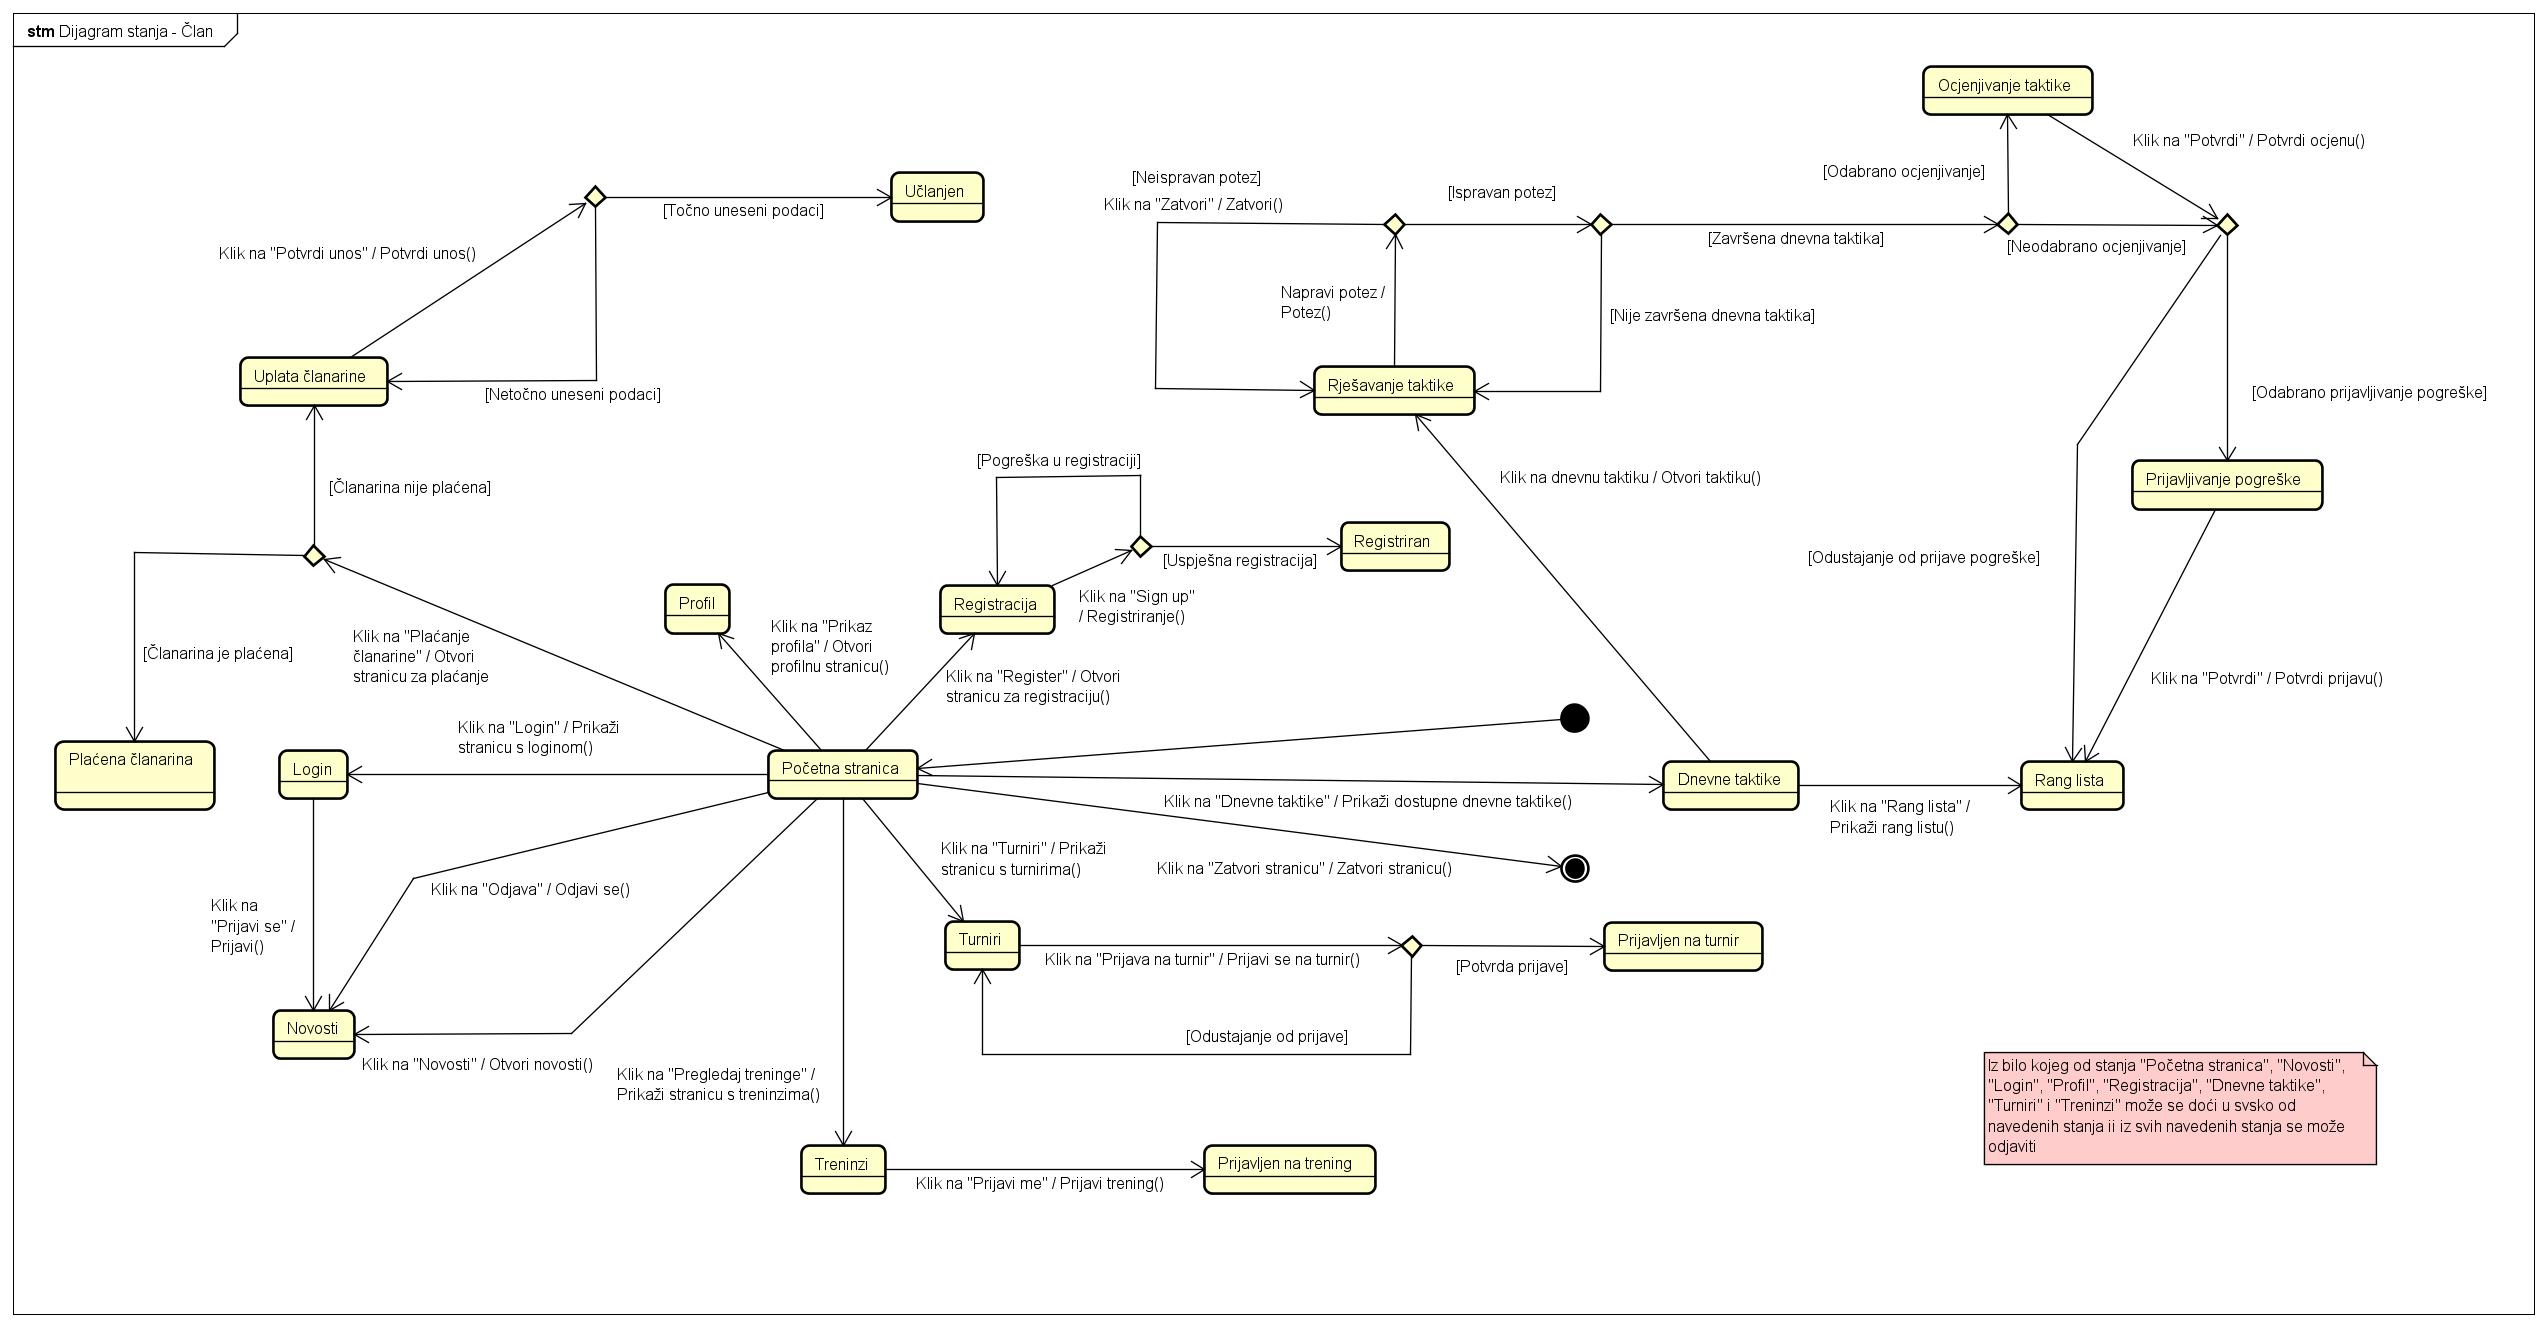 stm Dijagram stanja - Član
Ocjenjivanje taktike
Klik na "Potvrdi" / Potvrdi ocjenu()
[Odabrano ocjenjivanje]
[Neispravan potez]
Klik na "Zatvori" / Zatvori()
[Ispravan potez]
Učlanjen
[Točno uneseni podaci]
[Završena dnevna taktika]
[Neodabrano ocjenjivanje]
Klik na "Potvrdi unos" / Potvrdi unos()
Napravi potez /
Potez()
[Nije završena dnevna taktika]
Uplata članarine
[Netočno uneseni podaci]
Rješavanje taktike
[Odabrano prijavljivanje pogreške]
[Pogreška u registraciji]
Klik na dnevnu taktiku / Otvori taktiku()
Prijavljivanje pogreške
[Članarina nije plaćena]
Registriran
[Uspješna registracija]
[Odustajanje od prijave pogreške]
Profil
Registracija
Klik na "Sign up"
/ Registriranje()
Klik na "Plaćanje
članarine" / Otvori
stranicu za plaćanje
Klik na "Prikaz
profila" / Otvori
profilnu stranicu()
[Članarina je plaćena]
Klik na "Register" / Otvori
stranicu za registraciju()
Klik na "Potvrdi" / Potvrdi prijavu()
Klik na "Login" / Prikaži
stranicu s loginom()
Plaćena članarina
Login
Početna stranica
Dnevne taktike
Rang lista
Klik na "Dnevne taktike" / Prikaži dostupne dnevne taktike()
Klik na "Rang lista" /
Prikaži rang listu()
Klik na "Turniri" / Prikaži
stranicu s turnirima()
Klik na "Zatvori stranicu" / Zatvori stranicu()
Klik na "Odjava" / Odjavi se()
Klik na
"Prijavi se" /
Prijavi()
Turniri
Prijavljen na turnir
Klik na "Prijava na turnir" / Prijavi se na turnir()
[Potvrda prijave]
Novosti
[Odustajanje od prijave]
Klik na "Novosti" / Otvori novosti()
Klik na "Pregledaj treninge" /
Prikaži stranicu s treninzima()
Iz bilo kojeg od stanja "Početna stranica", "Novosti",
"Login", "Profil", "Registracija", "Dnevne taktike",
"Turniri" i "Treninzi" može se doći u svsko od
navedenih stanja ii iz svih navedenih stanja se može
odjaviti
Treninzi
Prijavljen na trening
Klik na "Prijavi me" / Prijavi trening()